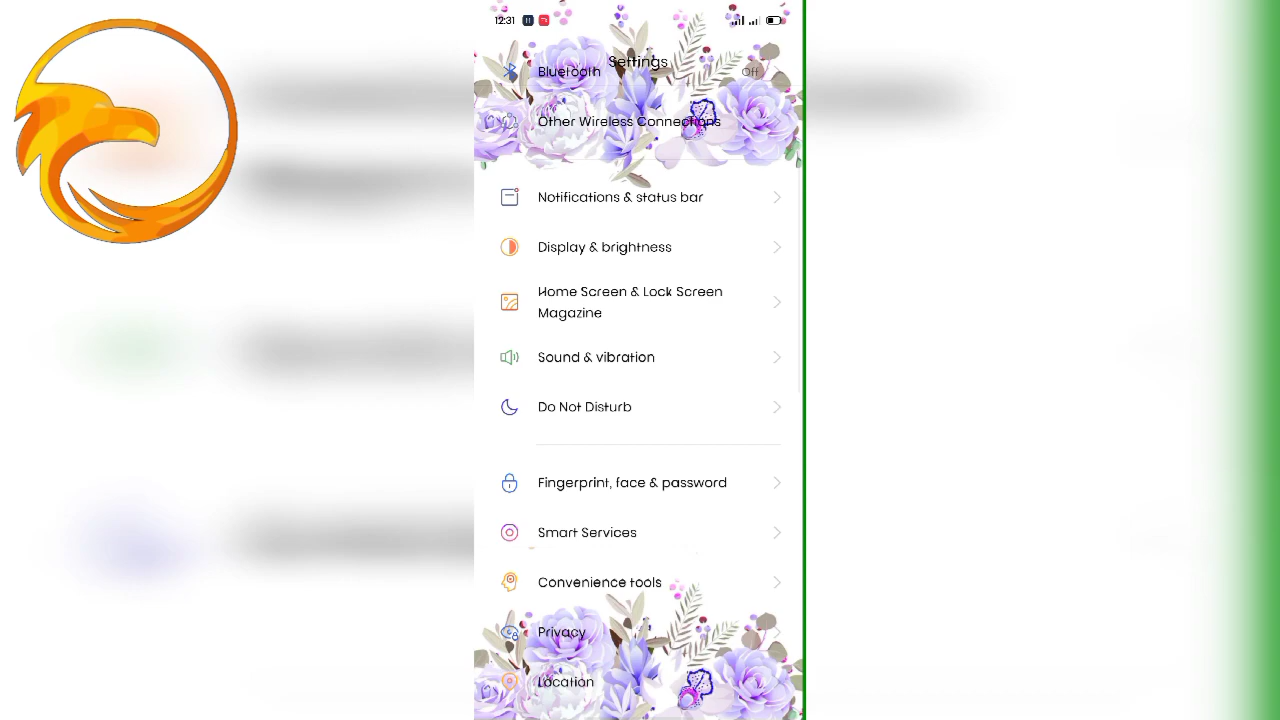 12:31
Settings
Bluetooth Off
Other Wireless Connections
Notifications & status bar
Display & brightness
Home Screen & Lock Screen
Magazine
Sound & vibration
Do Not Disturb
Fingerprint, face & password
Smart Services
Convenience tools
Privacy
Location